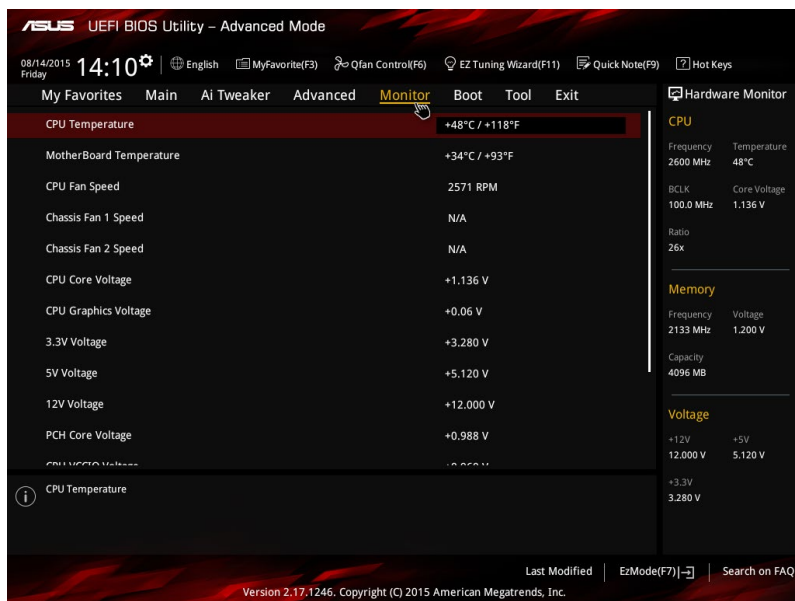 ASUS UEFI BIOS Utility – Advanced Mode
08/14/2015 Friday 14:10 English MyFavorite(F3) Qfan Control(F6) EZ Tuning Wizard(F11) Quick Note(F9) ? Hot Keys
My Favorites Main Ai Tweaker Advanced Monitor Boot Tool Exit
CPU Temperature +48°C / +118°F
MotherBoard Temperature +34°C / +93°F
CPU Fan Speed 2571 RPM
Chassis Fan 1 Speed N/A
Chassis Fan 2 Speed N/A
CPU Core Voltage +1.136 V
CPU Graphics Voltage +0.06 V
3.3V Voltage +3.280 V
5V Voltage +5.120 V
12V Voltage +12.000 V
PCH Core Voltage +0.988 V
CPU VCCIO Voltage
i CPU Temperature
Hardware Monitor
CPU
Frequency Temperature
2600 MHz 48°C
BCLK Core Voltage
100.0 MHz 1.136 V
Ratio
26x
Memory
Frequency Voltage
2133 MHz 1.200 V
Capacity
4096 MB
Voltage
+12V +5V
12.000 V 5.120 V
+3.3V
3.280 V
Last Modified EzMode(F7) Search on FAQ
Version 2.17.1246. Copyright (C) 2015 American Megatrends, Inc.